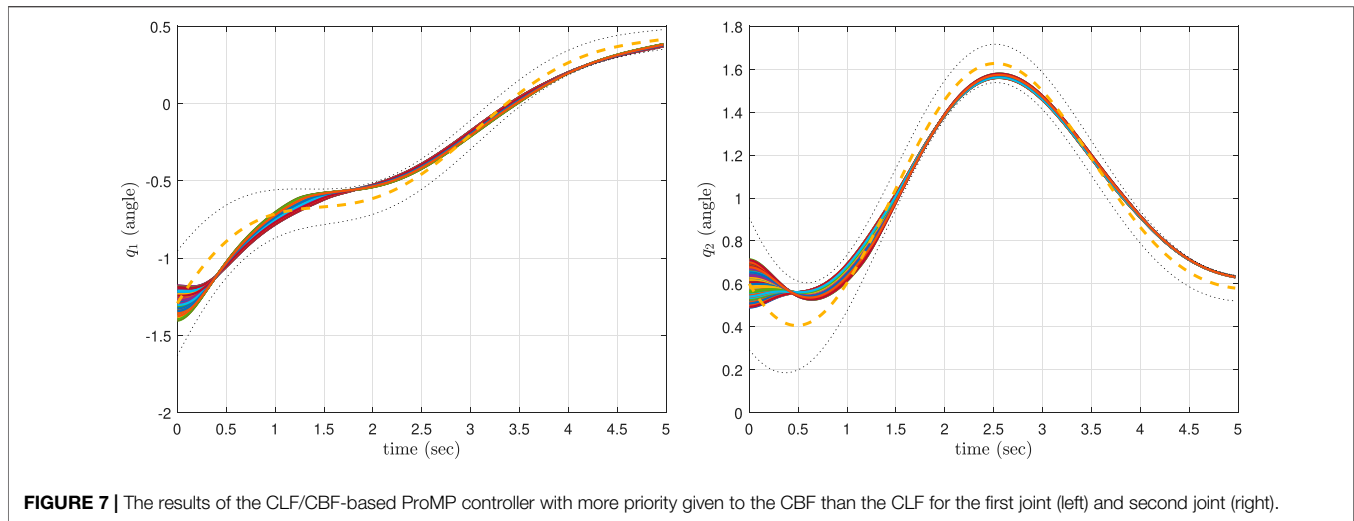 0.5
0
-0.5
-1
-1.5
-2
q1 (angle)
0 0.5 1 1.5 2 2.5 3 3.5 4 4.5 5
time (sec)
1.8
1.6
1.4
1.2
1
0.8
0.6
0.4
0.2
0
q2 (angle)
0 0.5 1 1.5 2 2.5 3 3.5 4 4.5 5
time (sec)
FIGURE 7 | The results of the CLF/CBF-based ProMP controller with more priority given to the CBF than the CLF for the first joint (left) and second joint (right).